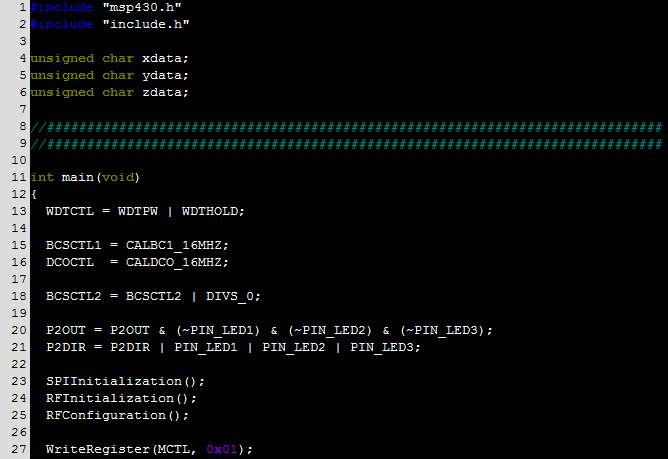 1 #include "msp430.h"
2 #include "include.h"
3
4 unsigned char xdata;
5 unsigned char ydata;
6 unsigned char zdata;
7
8 //#############################################################################
9 //#############################################################################
10
11 int main(void)
12 {
13   WDTCTL = WDTPW | WDTHOLD;
14
15   BCSCTL1 = CALBC1_16MHZ;
16   DCOCTL  = CALDCO_16MHZ;
17
18   BCSCTL2 = BCSCTL2 | DIVS_0;
19
20   P2OUT = P2OUT & (~PIN_LED1) & (~PIN_LED2) & (~PIN_LED3);
21   P2DIR = P2DIR | PIN_LED1 | PIN_LED2 | PIN_LED3;
22
23   SPIInitialization();
24   RFInitialization();
25   RFConfiguration();
26
27   WriteRegister(MCTL, 0x01);